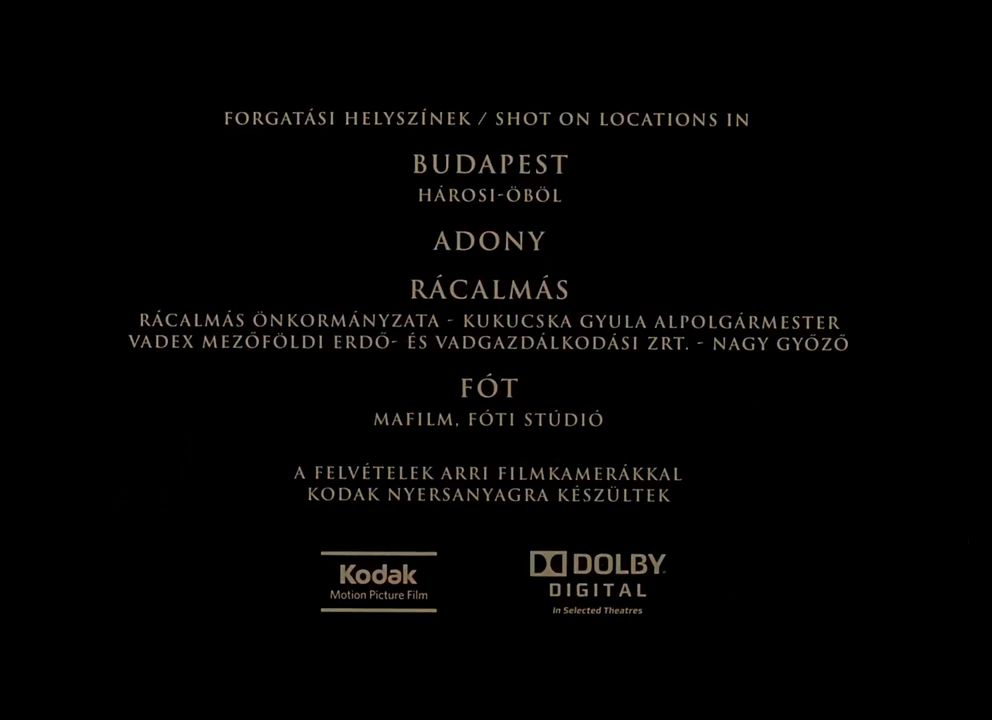 FORGATÁSI HELYSZÍNEK / SHOT ON LOCATIONS IN
BUDAPEST
HÁROSI-ÖBÖL
ADONY
RÁCALMÁS
RÁCALMÁS ÖNKORMÁNYZATA - KUKUCSKA GYULA ALPOLGÁRMESTER
VADEX MEZŐFÖLDI ERDŐ- ÉS VADGAZDÁLKODÁSI ZRT. - NAGY GYŐZŐ
FÓT
MAFILM, FÓTI STÚDIÓ
A FELVÉTELEK ARRI FILMKAMERÁKKAL
KODAK NYERSANYAGRA KÉSZÜLTEK
Kodak
Motion Picture Film
DOLBY
DIGITAL
In Selected Theatres